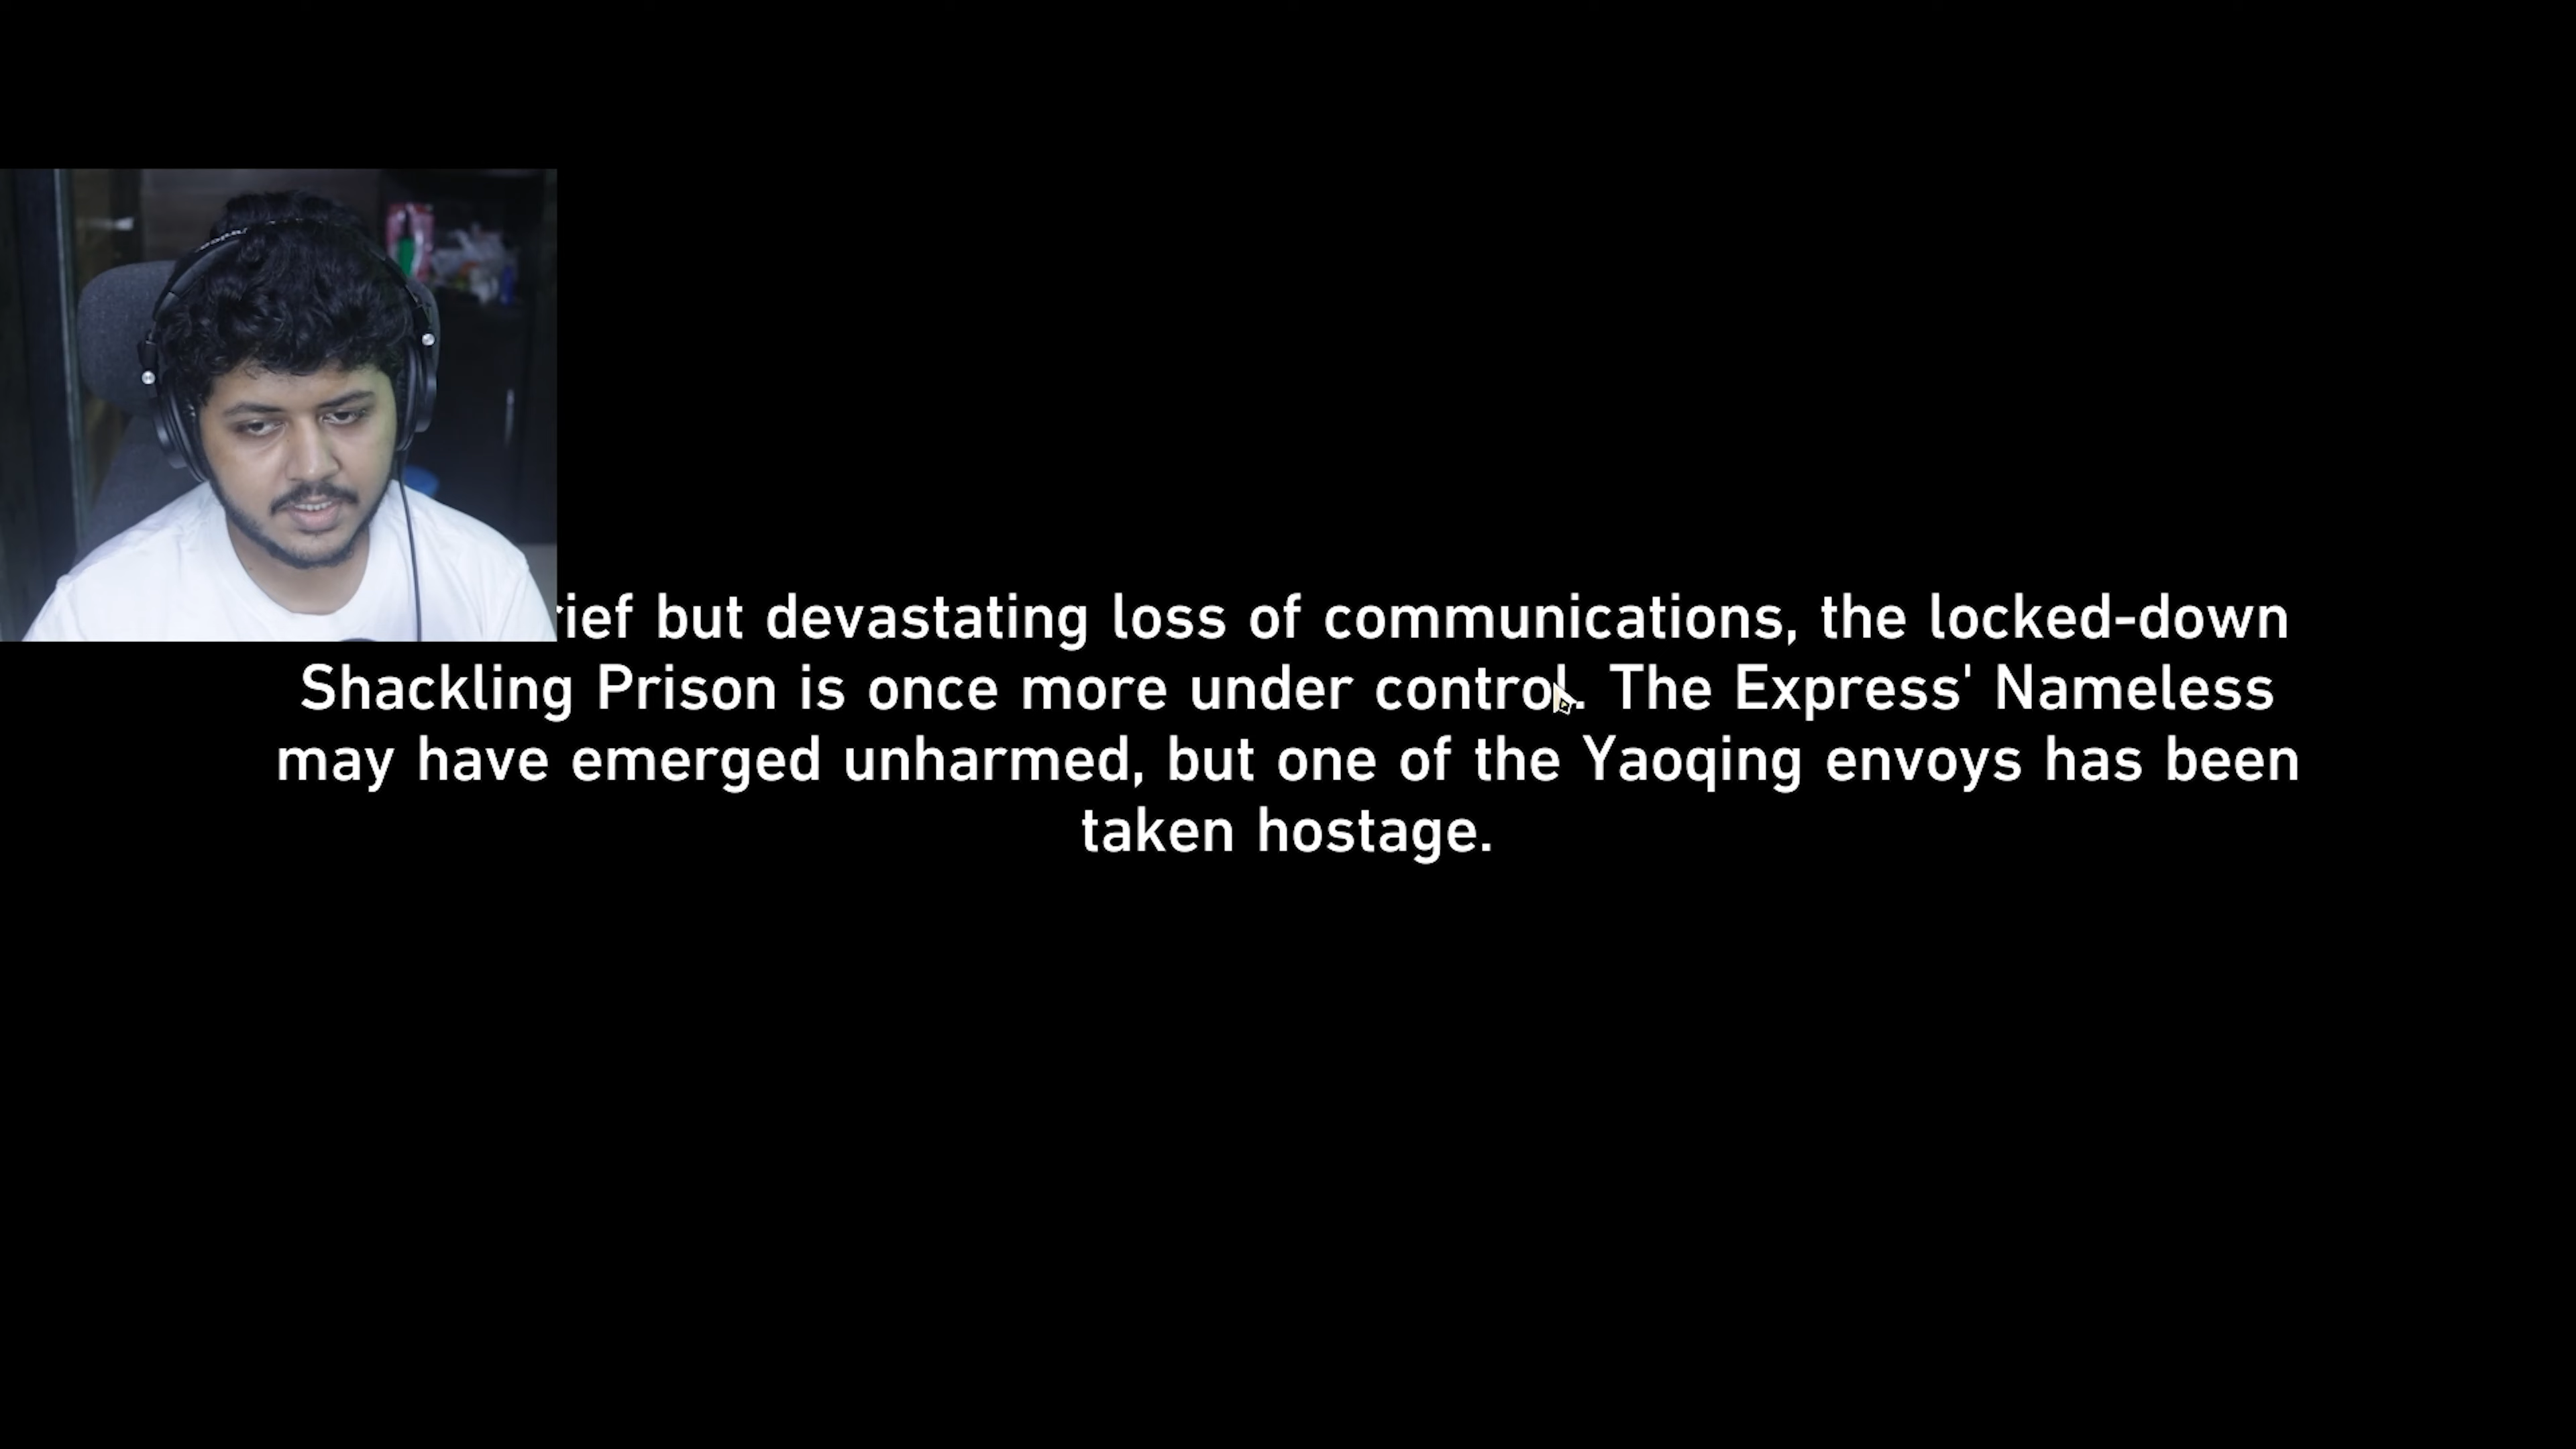 but devastating loss of communications, the locked-down
Shackling Prison is once more under control. The Express' Nameless
may have emerged unharmed, but one of the Yaoqing envoys has been
taken hostage.